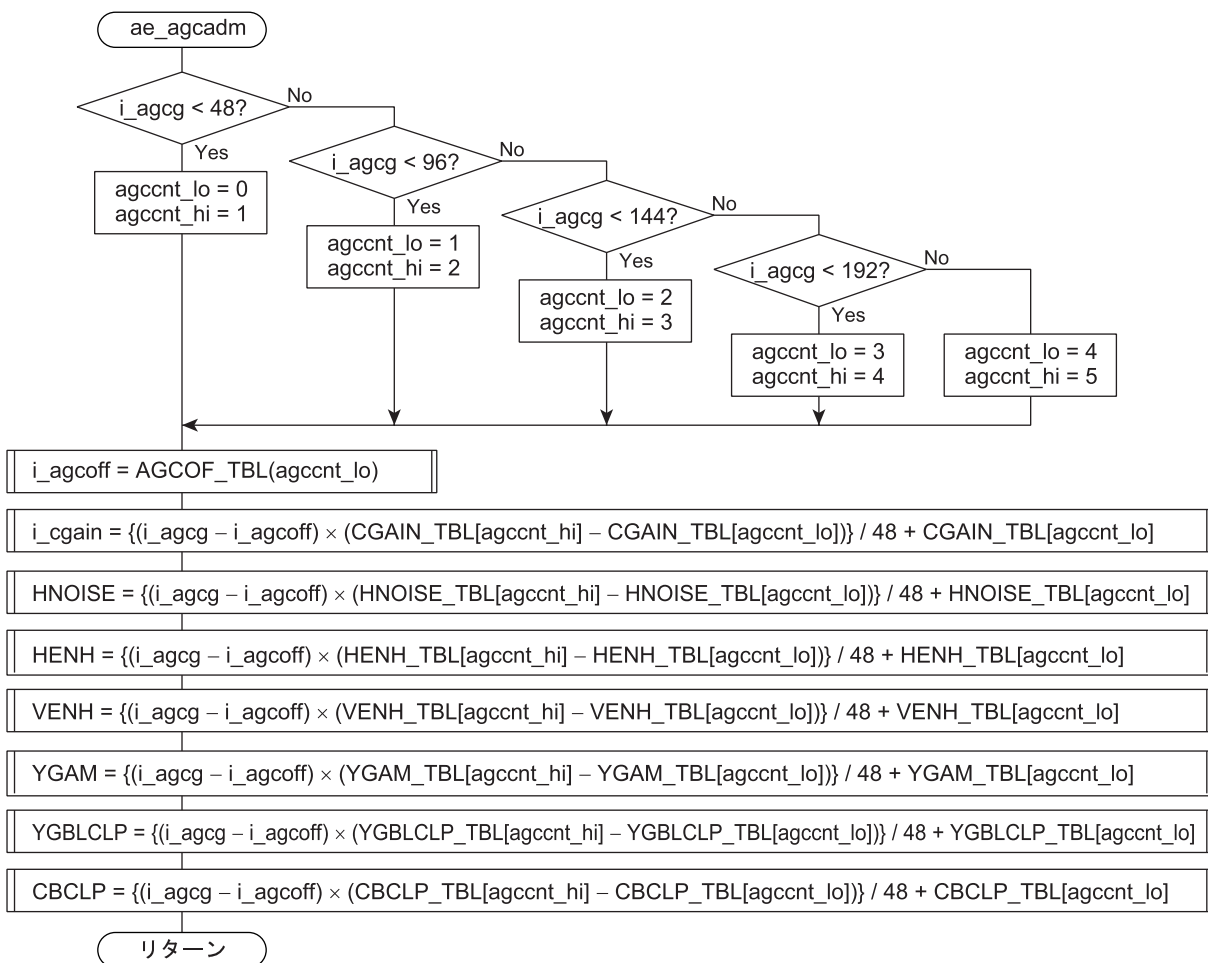 ae_agcadm
i_agcg < 48?
No
Yes
agccnt_lo = 0
agccnt_hi = 1
i_agcg < 96?
No
Yes
agccnt_lo = 1
agccnt_hi = 2
i_agcg < 144?
No
Yes
agccnt_lo = 2
agccnt_hi = 3
i_agcg < 192?
No
Yes
agccnt_lo = 3
agccnt_hi = 4
agccnt_lo = 4
agccnt_hi = 5
i_agcoff = AGCOF_TBL(agccnt_lo)
i_cgain = {(i_agcg – i_agcoff) × (CGAIN_TBL[agccnt_hi] – CGAIN_TBL[agccnt_lo])} / 48 + CGAIN_TBL[agccnt_lo]
HNOISE = {(i_agcg – i_agcoff) × (HNOISE_TBL[agccnt_hi] – HNOISE_TBL[agccnt_lo])} / 48 + HNOISE_TBL[agccnt_lo]
HENH = {(i_agcg – i_agcoff) × (HENH_TBL[agccnt_hi] – HENH_TBL[agccnt_lo])} / 48 + HENH_TBL[agccnt_lo]
VENH = {(i_agcg – i_agcoff) × (VENH_TBL[agccnt_hi] – VENH_TBL[agccnt_lo])} / 48 + VENH_TBL[agccnt_lo]
YGAM = {(i_agcg – i_agcoff) × (YGAM_TBL[agccnt_hi] – YGAM_TBL[agccnt_lo])} / 48 + YGAM_TBL[agccnt_lo]
YGBLCLP = {(i_agcg – i_agcoff) × (YGBLCLP_TBL[agccnt_hi] – YGBLCLP_TBL[agccnt_lo])} / 48 + YGBLCLP_TBL[agccnt_lo]
CBCLP = {(i_agcg – i_agcoff) × (CBCLP_TBL[agccnt_hi] – CBCLP_TBL[agccnt_lo])} / 48 + CBCLP_TBL[agccnt_lo]
リターン